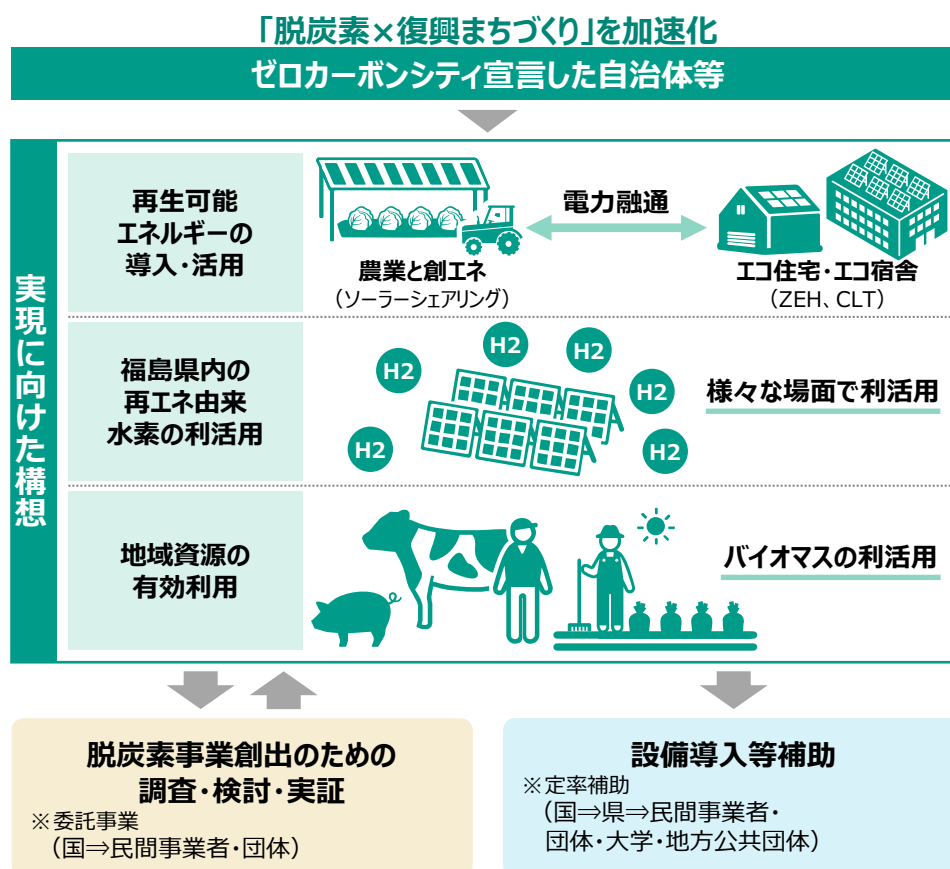 「脱炭素×復興まちづくり」を加速化
ゼロカーボンシティ宣言した自治体等
実現に向けた構想
再生可能
エネルギーの
導入・活用
農業と創エネ
（ソーラーシェアリング）
電力融通
エコ住宅・エコ宿舎
（ZEH、CLT）
福島県内の
再エネ由来
水素の利活用
H2
H2
H2
H2
H2
H2
H2
様々な場面で利活用
地域資源の
有効利用
バイオマスの利活用
脱炭素事業創出のための
調査・検討・実証
※委託事業
（国⇒民間事業者・団体）
設備導入等補助
※定率補助
（国⇒県⇒民間事業者・
団体・大学・地方公共団体）